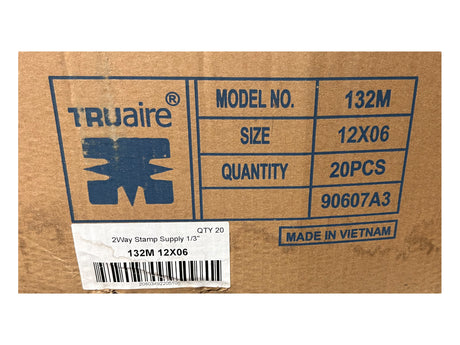 TRUaire®
MODEL NO. 132M
SIZE 12X06
QUANTITY 20PCS
90607A3
MADE IN VIETNAM
QTY 20
2Way Stamp Supply 1/3"
132M 12X06